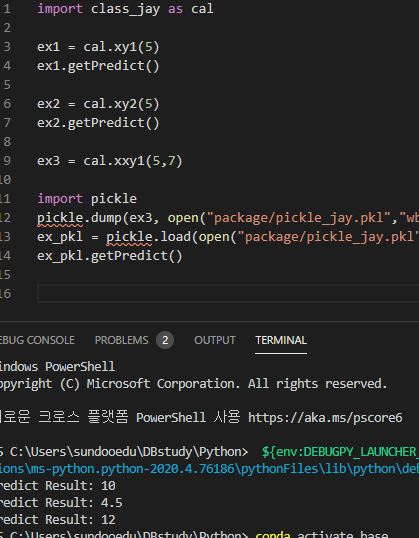 1 import class_jay as cal
2
3 ex1 = cal.xy1(5)
4 ex1.getPredict()
5
6 ex2 = cal.xy2(5)
7 ex2.getPredict()
8
9 ex3 = cal.xxy1(5,7)
10
11 import pickle
12 pickle.dump(ex3, open("package/pickle_jay.pkl","wb
13 ex_pkl = pickle.load(open("package/pickle_jay.pkl"
14 ex_pkl.getPredict()
15
16
EBUG CONSOLE PROBLEMS 2 OUTPUT TERMINAL
indows PowerShell
opyright (C) Microsoft Corporation. All rights reserved.
로운 크로스 플랫폼 PowerShell 사용 https://aka.ms/pscore6
S C:\Users\sundooedu\DBstudy\Python> ${env:DEBUGPY_LAUNCHER_
ions\ms-python.python-2020.4.76186\pythonFiles\lib\python\de
redict Result: 10
redict Result: 4.5
redict Result: 12
S C:\Users\sundooedu\DBstudy\Python> conda activate base